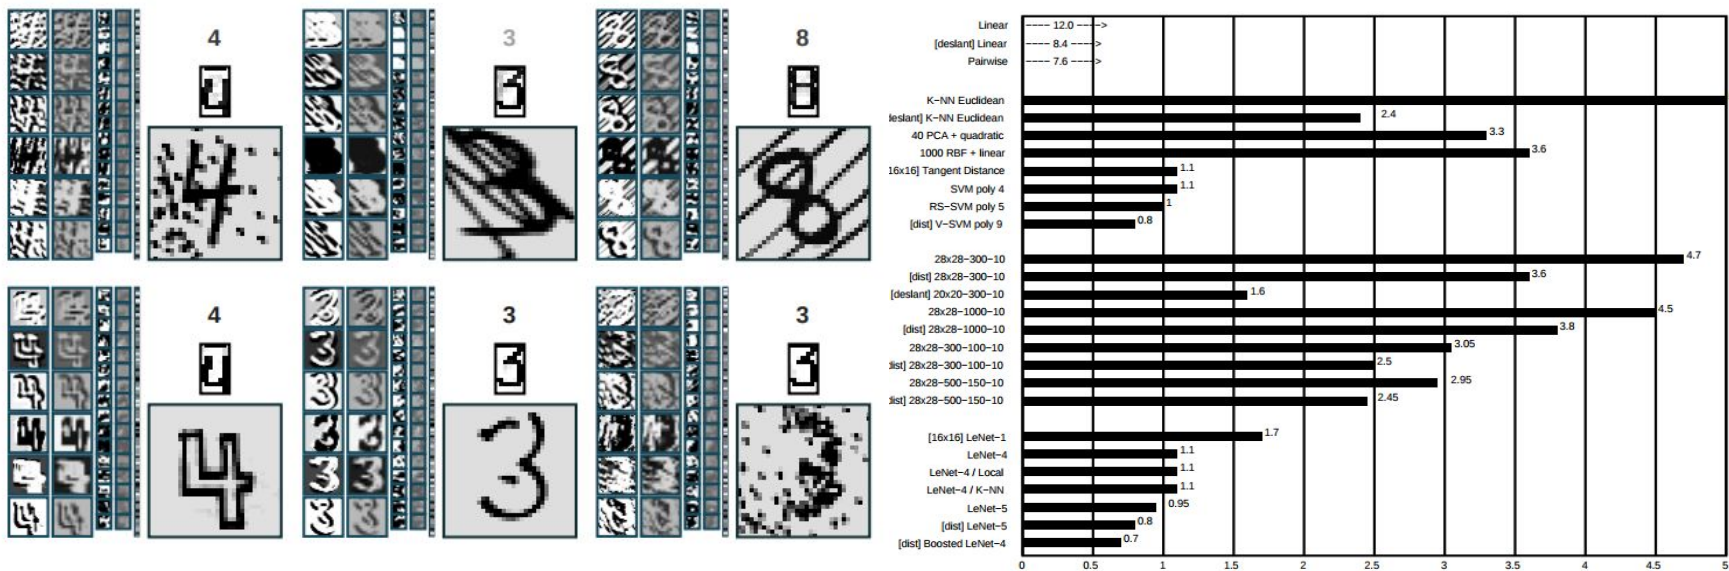 4
3
8
4
3
3
Linear ---- 12.0 ---->
[deslant] Linear ---- 8.4 ---->
Pairwise ---- 7.6 ---->
K−NN Euclidean
deslant] K−NN Euclidean 2.4
40 PCA + quadratic 3.3
1000 RBF + linear 3.6
16x16] Tangent Distance 1.1
SVM poly 4 1.1
RS−SVM poly 5 1
[dist] V−SVM poly 9 0.8
28x28−300−10 4.7
[dist] 28x28−300−10 3.6
[deslant] 20x20−300−10 1.6
28x28−1000−10 4.5
[dist] 28x28−1000−10 3.8
28x28−300−100−10 3.05
dist] 28x28−300−100−10 2.5
28x28−500−150−10 2.95
dist] 28x28−500−150−10 2.45
[16x16] LeNet−1 1.7
LeNet−4 1.1
LeNet−4 / Local 1.1
LeNet−4 / K−NN 1.1
LeNet−5 0.95
[dist] LeNet−5 0.8
[dist] Boosted LeNet−4 0.7
0 0.5 1 1.5 2 2.5 3 3.5 4 4.5 5